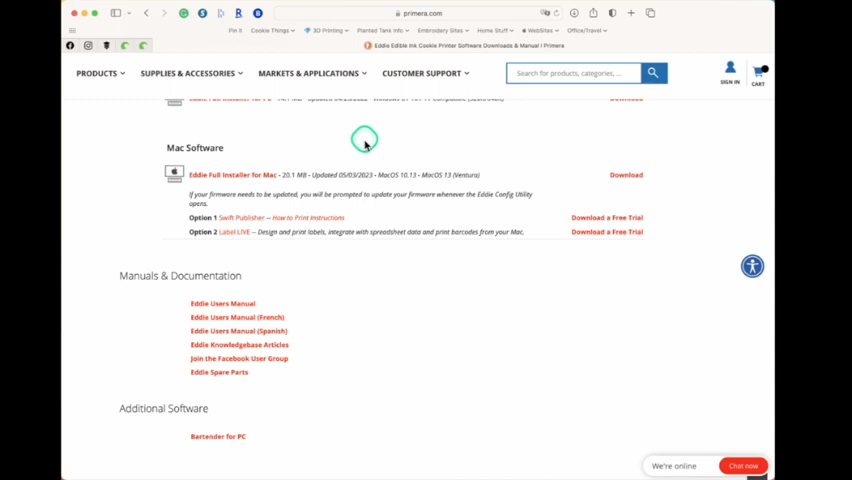 primera.com
Pin It Cookie Things 3D Printing Planted Tank Info Embroidery Sites Home Stuff WebSites Office/Travel
Eddie Edible Ink Cookie Printer Software Downloads & Manual | Primera
PRODUCTS SUPPLIES & ACCESSORIES MARKETS & APPLICATIONS CUSTOMER SUPPORT
Search for products, categories, ...
SIGN IN CART
Mac Software
Eddie Full Installer for Mac - 20.1 MB - Updated 05/03/2023 - MacOS 10.13 - MacOS 13 (Ventura) Download
If your firmware needs to be updated, you will be prompted to update your firmware whenever the Eddie Config Utility
opens.
Option 1 Swift Publisher -- How to Print Instructions Download a Free Trial
Option 2 Label LIVE -- Design and print labels, integrate with spreadsheet data and print barcodes from your Mac. Download a Free Trial
Manuals & Documentation
Eddie Users Manual
Eddie Users Manual (French)
Eddie Users Manual (Spanish)
Eddie Knowledgebase Articles
Join the Facebook User Group
Eddie Spare Parts
Additional Software
Bartender for PC
We're online Chat now